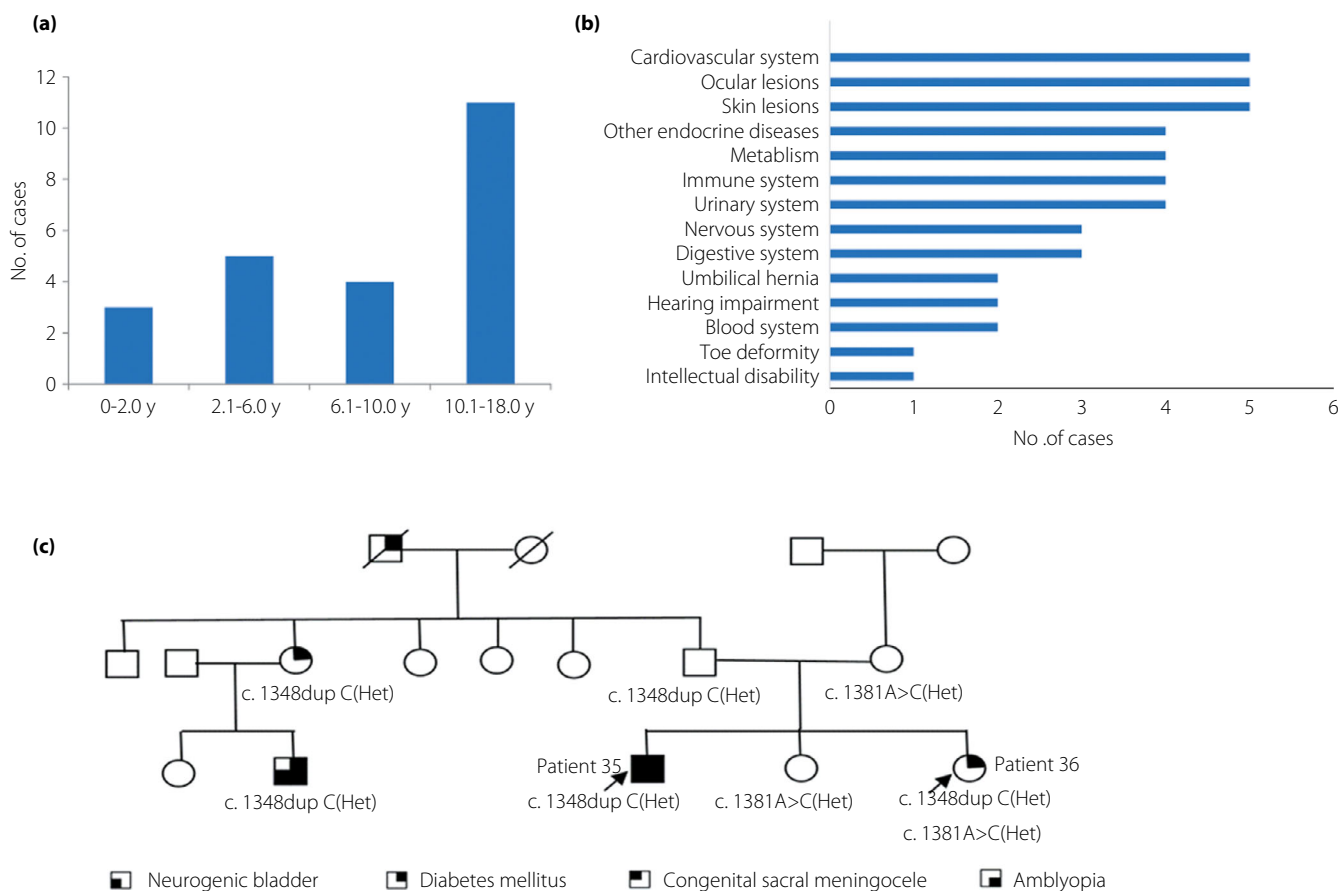 (a)
12
10
8
6
4
2
0
No. of cases
0-2.0 y 2.1-6.0 y 6.1-10.0 y 10.1-18.0 y
(b)
Cardiovascular system
Ocular lesions
Skin lesions
Other endocrine diseases
Metablism
Immune system
Urinary system
Nervous system
Digestive system
Umbilical hernia
Hearing impairment
Blood system
Toe deformity
Intellectual disability
0 1 2 3 4 5 6
No .of cases
(c)
c. 1348dup C(Het) c. 1348dup C(Het) c. 1381A>C(Het)
Patient 35 Patient 36
c. 1348dup C(Het) c. 1348dup C(Het) c. 1381A>C(Het) c. 1348dup C(Het)
c. 1381A>C(Het)
Neurogenic bladder Diabetes mellitus Congenital sacral meningocele Amblyopia